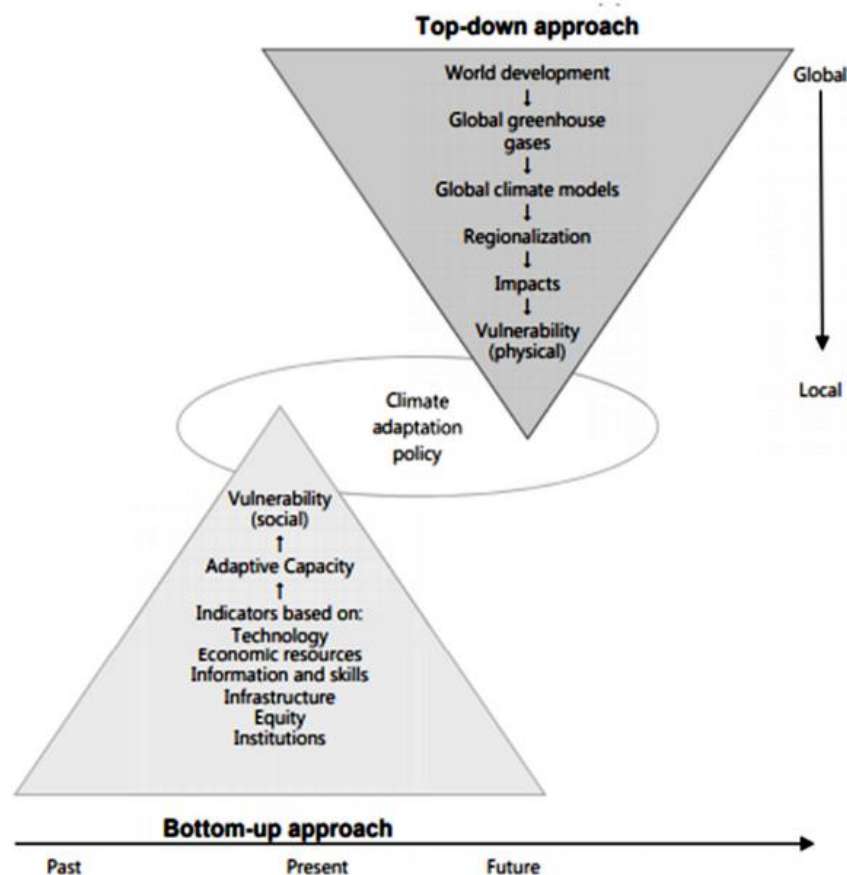 Top-down approach
World development
↓
Global greenhouse
gases
↓
Global climate models
↓
Regionalization
↓
Impacts
↓
Vulnerability
(physical)
Global
Local
Climate
adaptation
policy
Vulnerability
(social)
↑
Adaptive Capacity
↑
Indicators based on:
Technology
Economic resources
Information and skills
Infrastructure
Equity
Institutions
Bottom-up approach
Past Present Future